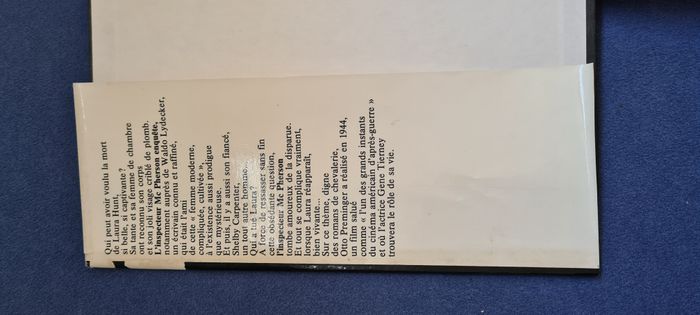 Qui peut avoir voulu la mort
de Laura Hunt,
si belle, si captivante ?
Sa tante et sa femme de chambre
ont reconnu son corps
et son joli visage criblé de plomb.
L'inspecteur Mc Pherson enquête,
notamment auprès de Waldo Lydecker,
un écrivain connu et raffiné,
qui était l'ami
de cette « femme moderne,
compliquée, cultivée »,
à l'existence aussi prodigue
que mystérieuse.
Et puis, il y a aussi son fiancé,
Shelby Carpenter,
un tout autre homme...
Qui a tué Laura ?
A force de ressasser sans fin
cette obsédante question,
l'inspecteur Mc Pherson
tombe amoureux de la disparue.
Et tout se complique vraiment,
lorsque Laura réapparaît,
bien vivante...
Sur ce thème, digne
des romans de chevalerie,
Otto Preminger a réalisé en 1944,
un film salué
comme « l'un des grands instants
du cinéma américain d'après-guerre »
et où l'actrice Gene Tierney
trouvera le rôle de sa vie.